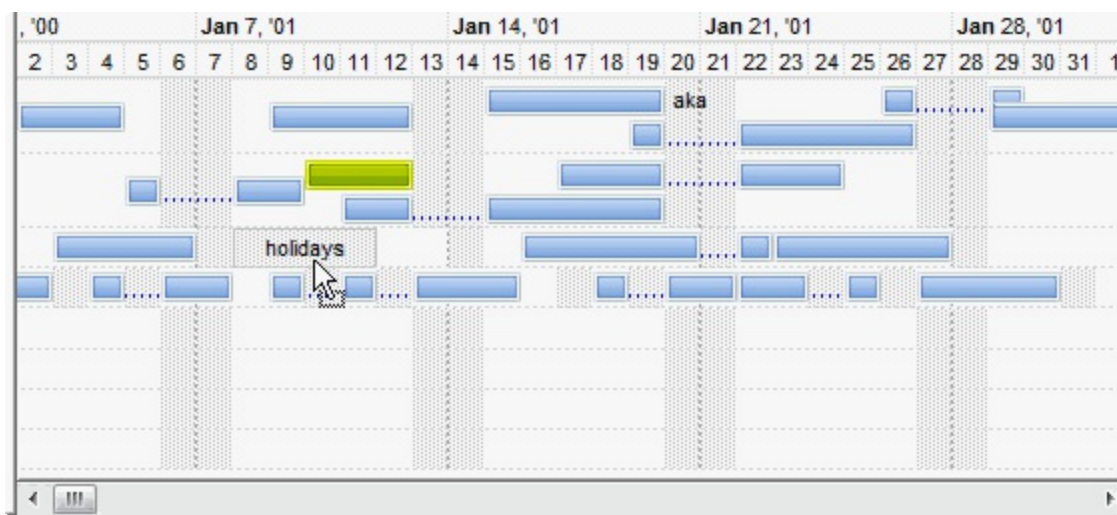 , '00 Jan 7, '01 Jan 14, '01 Jan 21, '01 Jan 28, '01
2 3 4 5 6 7 8 9 10 11 12 13 14 15 16 17 18 19 20 21 22 23 24 25 26 27 28 29 30 31 1
aka
holidays